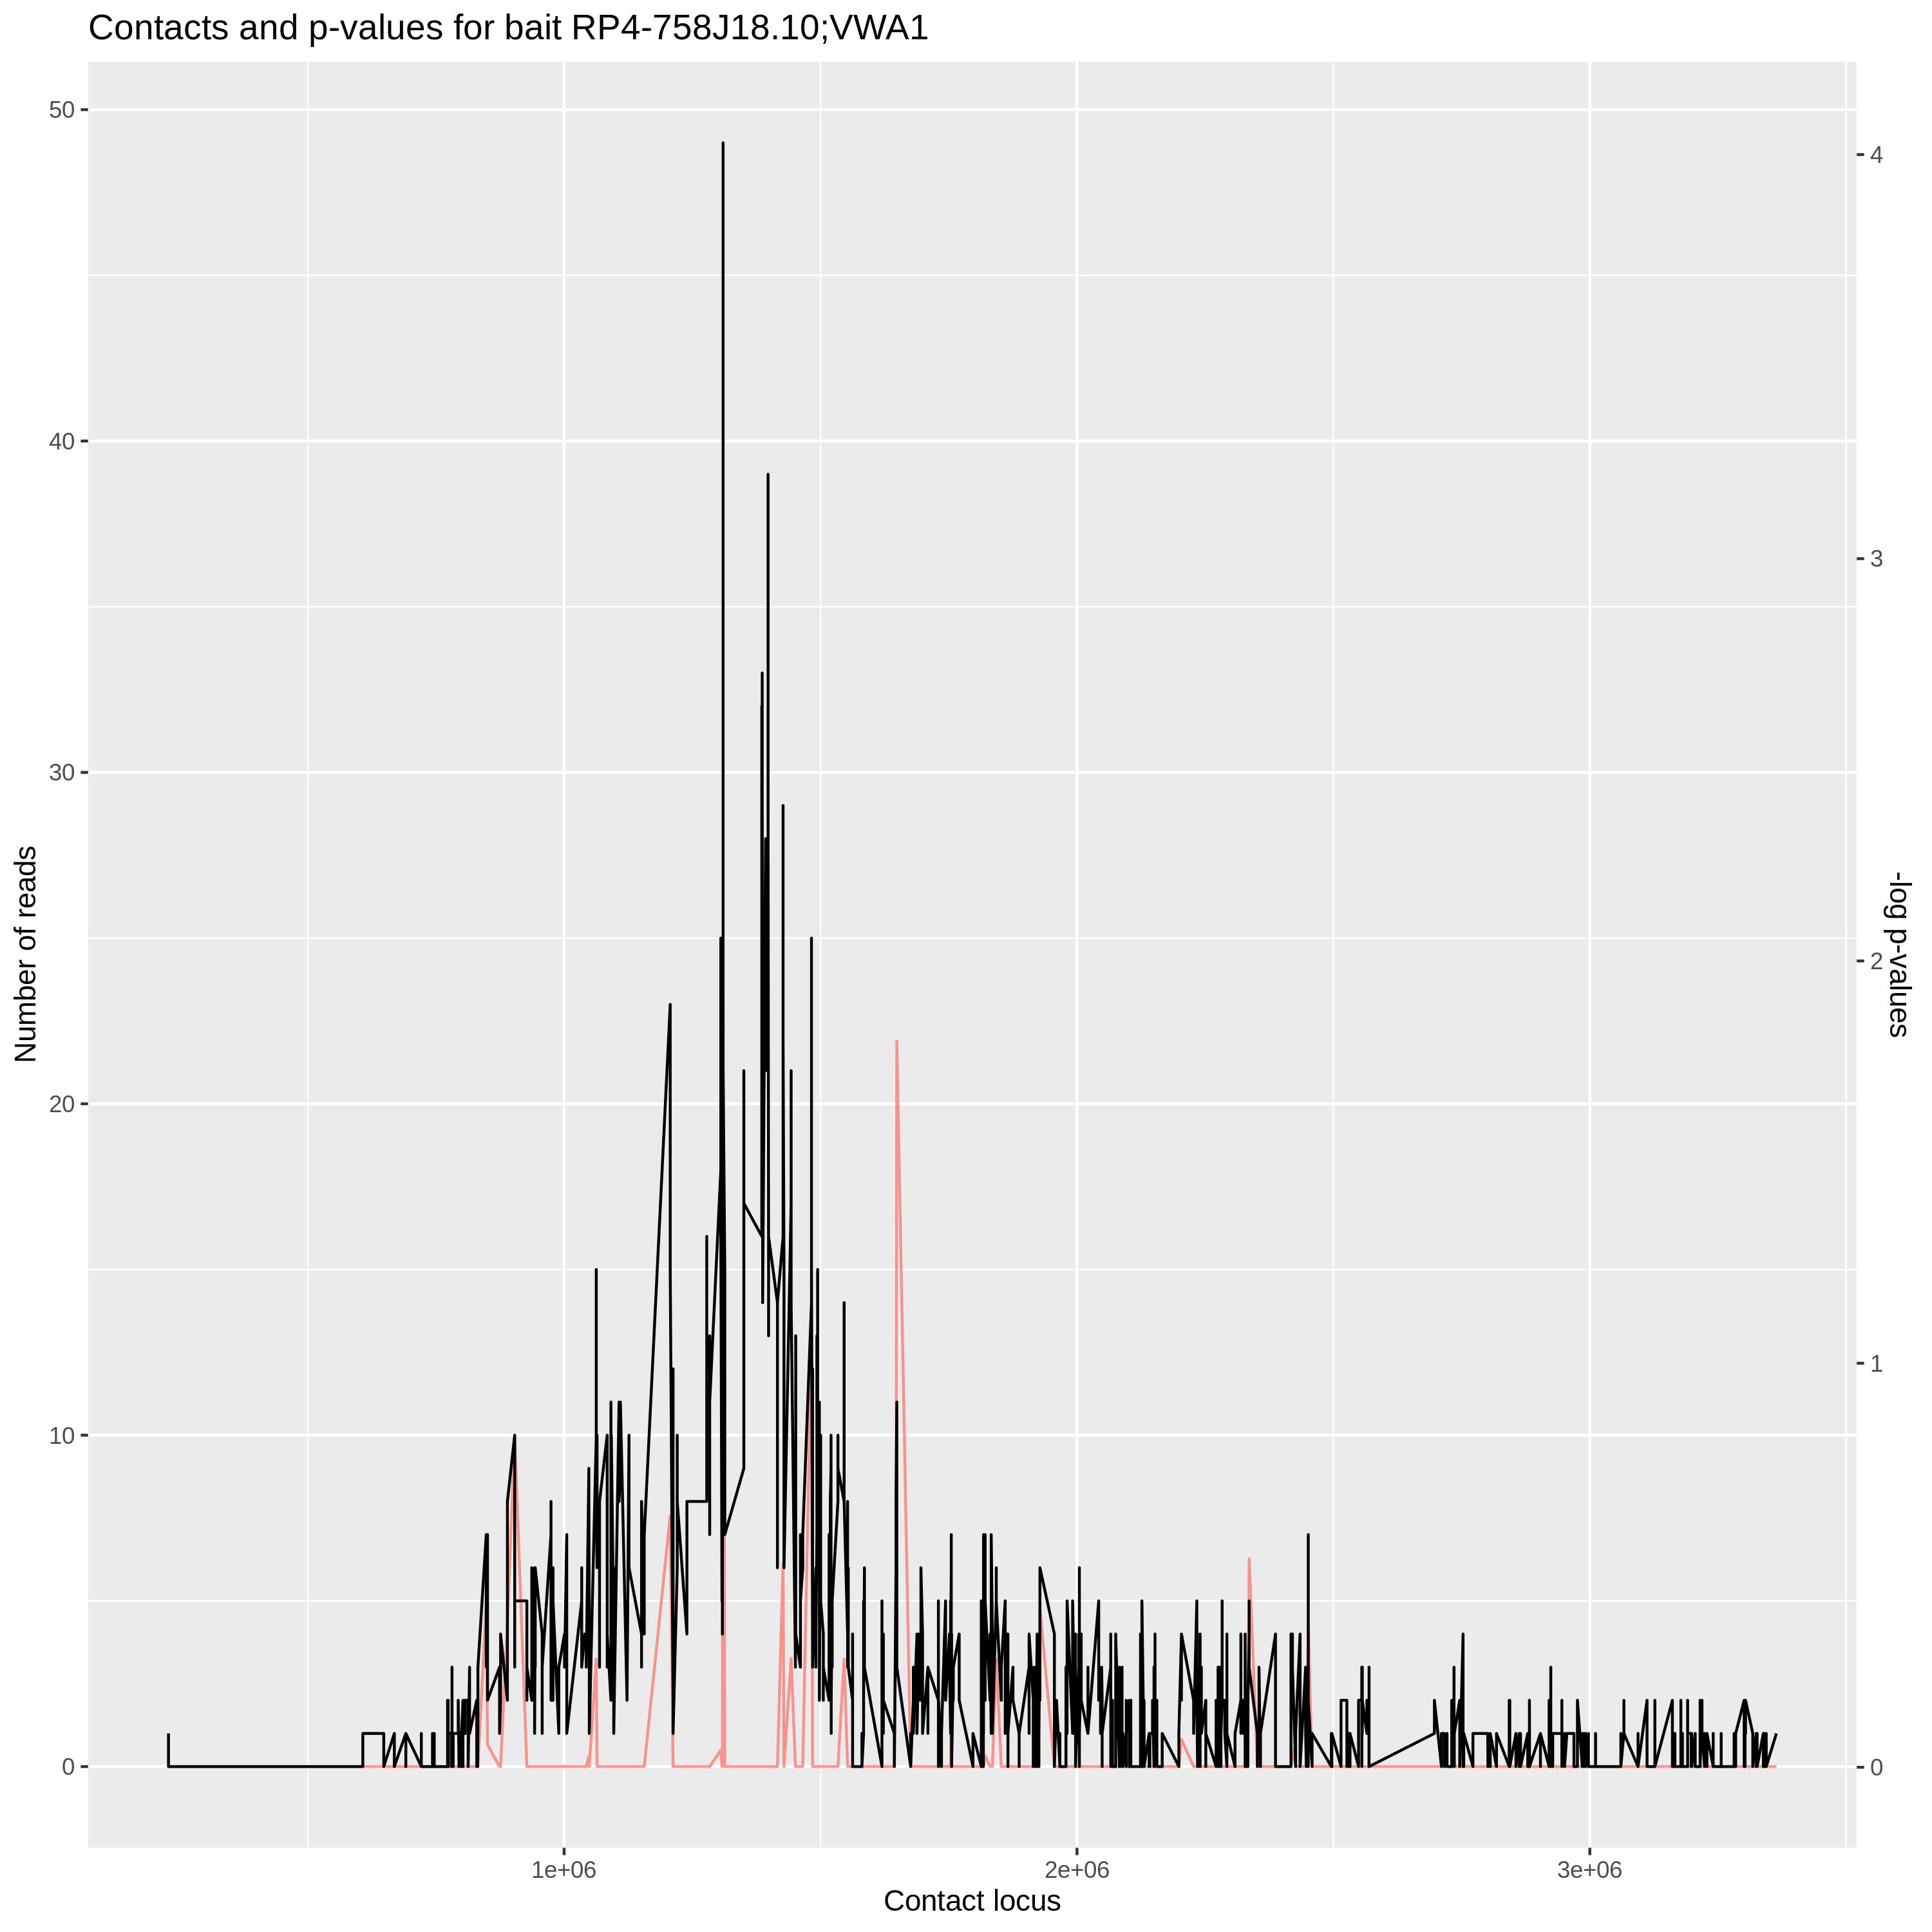 Contacts and p-values for bait RP4-758J18.10;VWA1
50
40
30
20
10
0
Number of reads
4
3
2
1
0
-log p-values
1e+06
2e+06
3e+06
Contact locus